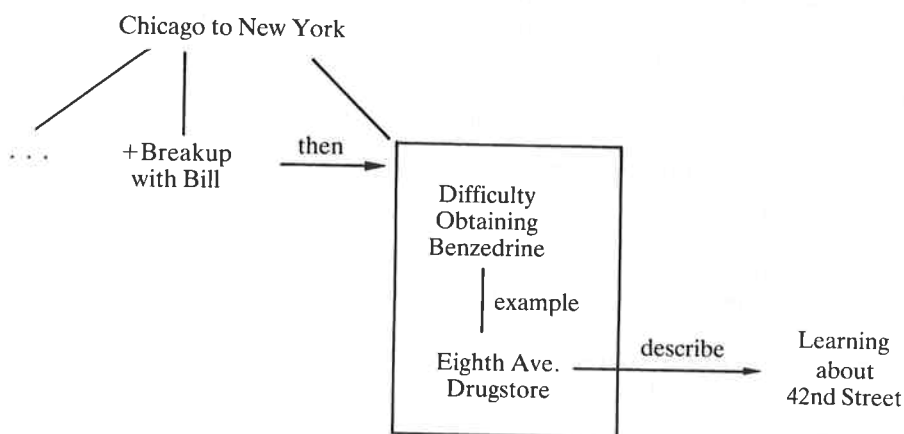 Chicago to New York
. . .
+Breakup
with Bill
then
Difficulty
Obtaining
Benzedrine
example
Eighth Ave.
Drugstore
describe
Learning
about
42nd Street